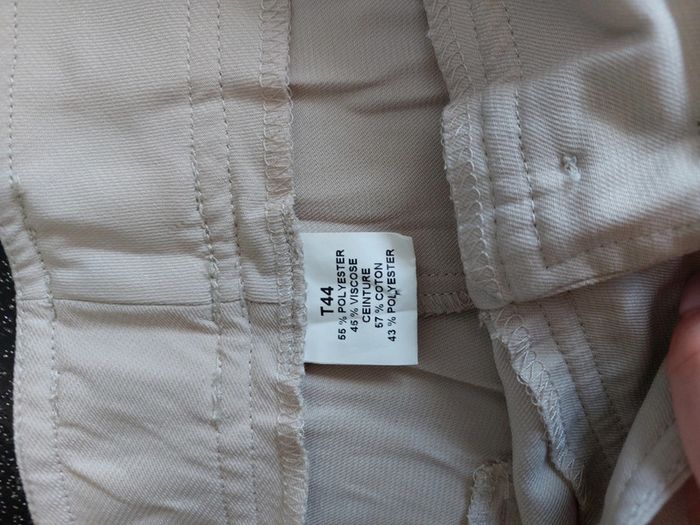 T44
55 % POLYESTER
45 % VISCOSE
CEINTURE
57 % COTON
43 % POLYESTER